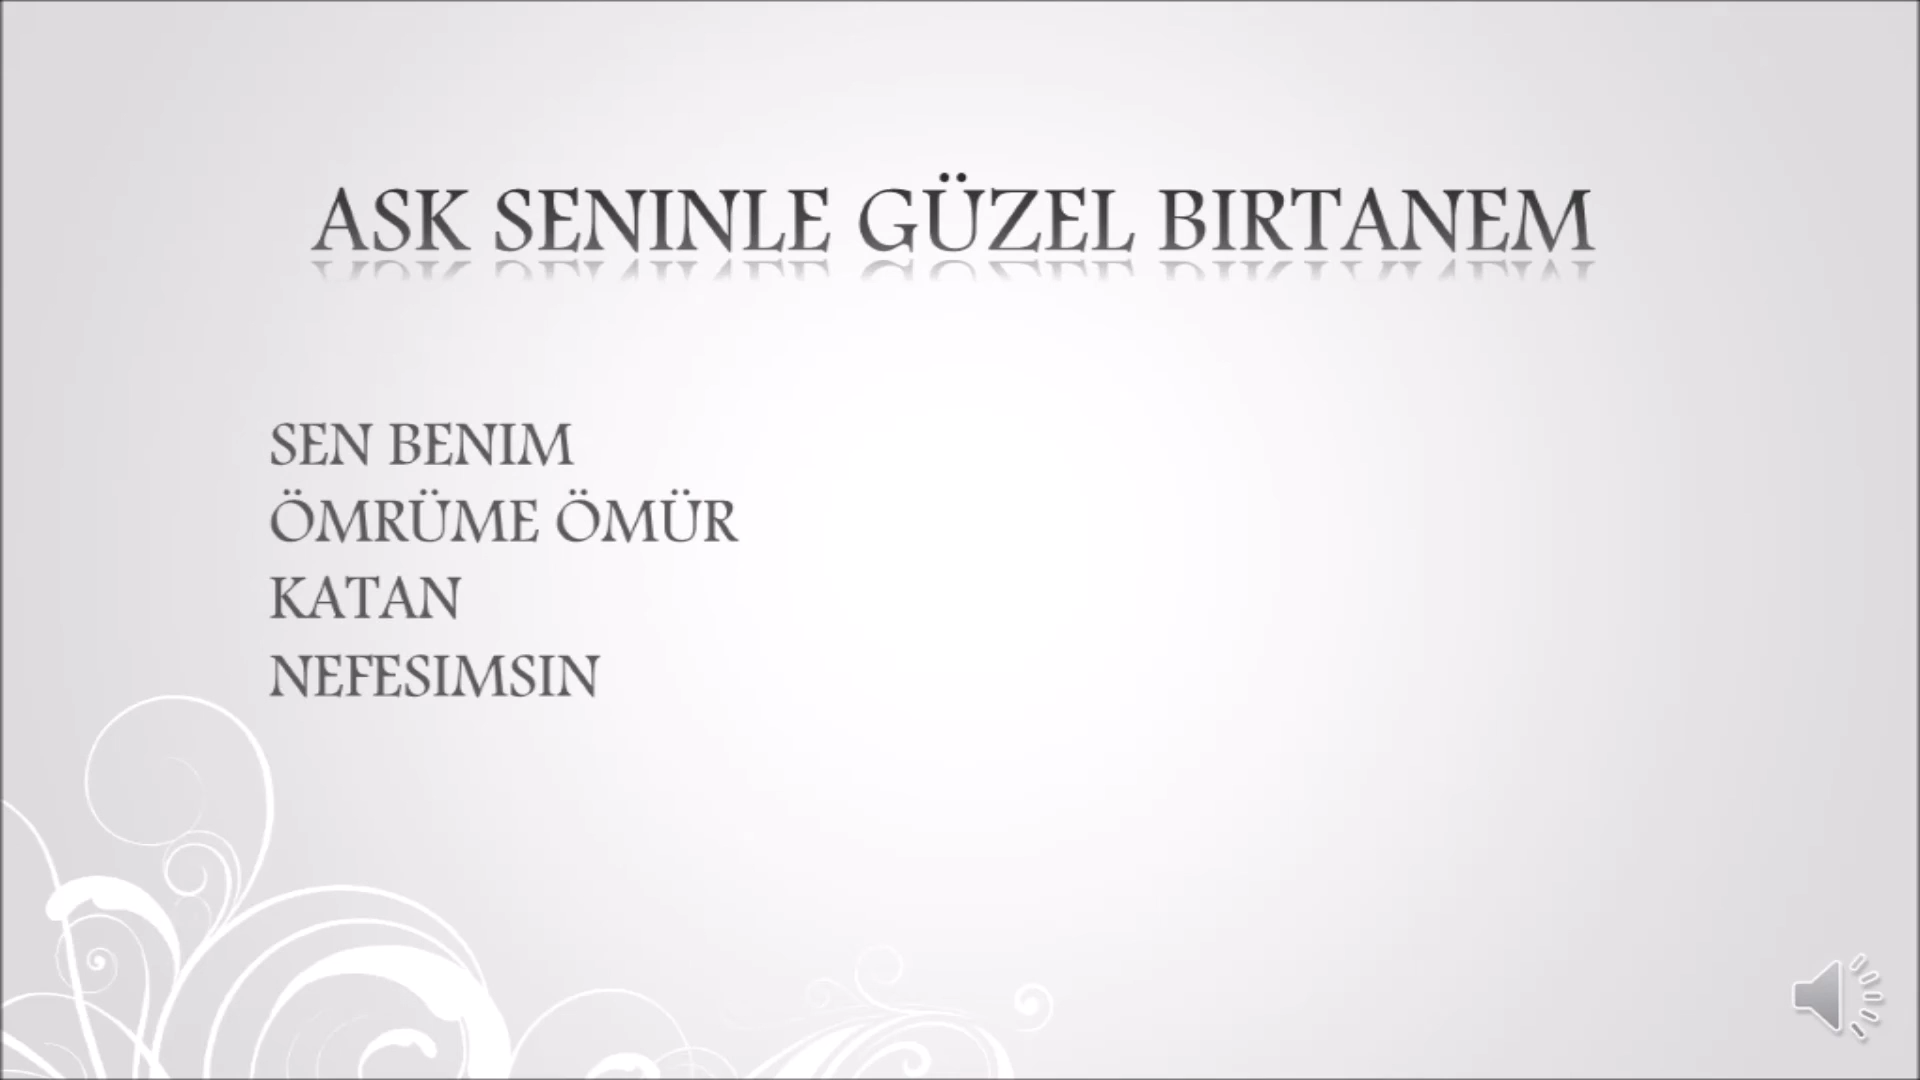 ASK SENINLE GÜZEL BIRTANEM
SEN BENIM
ÖMRÜME ÖMÜR
KATAN
NEFESIMSIN